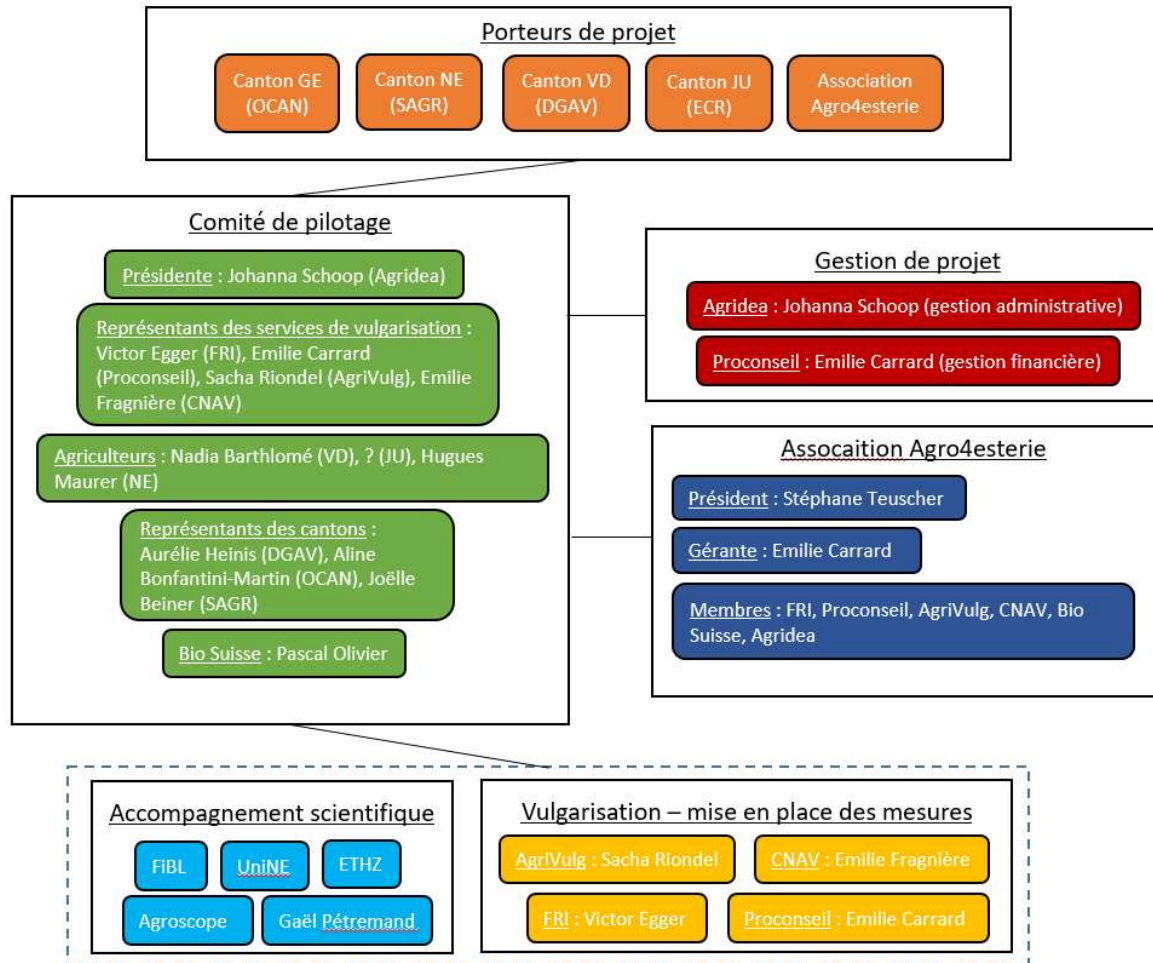 Porteurs de projet
Canton GE
(OCAN)
Canton NE
(SAGR)
Canton VD
(DGAV)
Canton JU
(ECR)
Association
Agro4esterie
Comité de pilotage
Présidente : Johanna Schoop (Agridea)
Représentants des services de vulgarisation :
Victor Egger (FRI), Emilie Carrard
(Proconseil), Sacha Riondel (AgriVulg), Emilie
Fragnière (CNAV)
Agriculteurs : Nadia Barthlomé (VD), ? (JU), Hugues
Maurer (NE)
Représentants des cantons :
Aurélie Heinis (DGAV), Aline
Bonfantini-Martin (OCAN), Joëlle
Beiner (SAGR)
Bio Suisse : Pascal Olivier
Gestion de projet
Agridea : Johanna Schoop (gestion administrative)
Proconseil : Emilie Carrard (gestion financière)
Assocaition Agro4esterie
Président : Stéphane Teuscher
Gérante : Emilie Carrard
Membres : FRI, Proconseil, AgriVulg, CNAV, Bio
Suisse, Agridea
Accompagnement scientifique
FiBL
UniNE
ETHZ
Agroscope
Gaël Pétremand
Vulgarisation – mise en place des mesures
AgriVulg : Sacha Riondel
CNAV : Emilie Fragnière
FRI : Victor Egger
Proconseil : Emilie Carrard